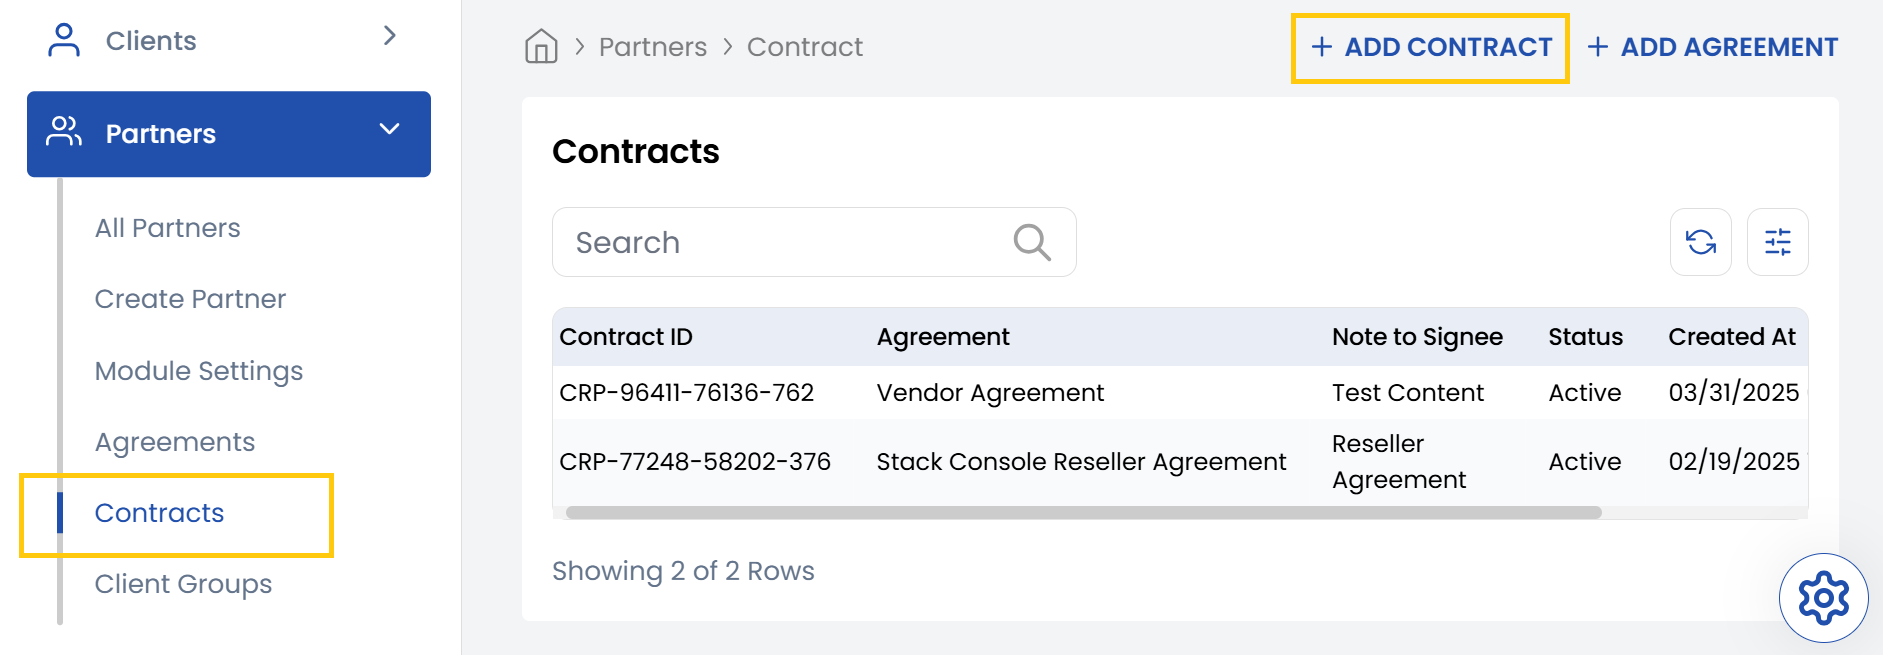 Clients
Partners
All Partners
Create Partner
Module Settings
Agreements
Contracts
Client Groups
Partners Contract
+ ADD CONTRACT + ADD AGREEMENT
Contracts
Search
Contract ID Agreement Note to Signee Status Created At
CRP-96411-76136-762 Vendor Agreement Test Content Active 03/31/2025
CRP-77248-58202-376 Stack Console Reseller Agreement Reseller Agreement Active 02/19/2025
Showing 2 of 2 Rows